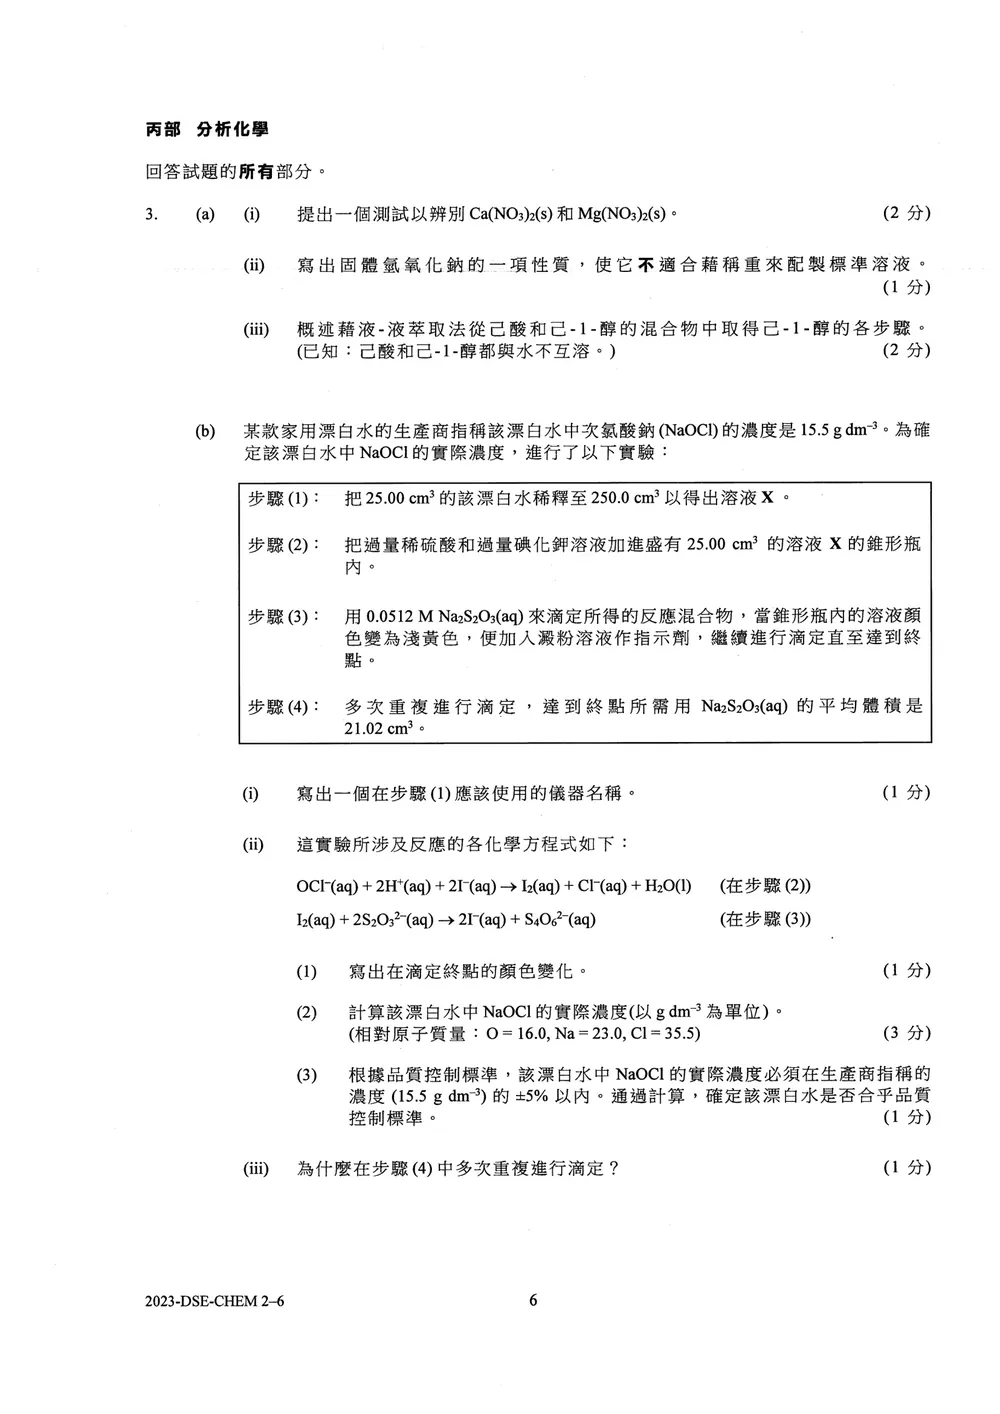 丙部 分析化學
回答試題的所有部分。
3. (a) (i) 提出一個測試以辨別 Ca(NO₃)₂(s) 和 Mg(NO₃)₂(s)。 (2 分)
(ii) 寫出固體氫氧化鈉的一項性質，使它不適合藉稱重來配製標準溶液。
(1 分)
(iii) 概述藉液-液萃取法從己酸和己-1-醇的混合物中取得己-1-醇的各步驟。
(已知：己酸和己-1-醇都與水不互溶。) (2 分)
(b) 某款家用漂白水的生產商指稱該漂白水中次氯酸鈉 (NaOCl) 的濃度是 15.5 g dm⁻³。為確
定該漂白水中 NaOCl 的實際濃度，進行了以下實驗：
步驟 (1)： 把 25.00 cm³ 的該漂白水稀釋至 250.0 cm³ 以得出溶液 X 。
步驟 (2)： 把過量稀硫酸和過量碘化鉀溶液加進盛有 25.00 cm³ 的溶液 X 的錐形瓶
內。
步驟 (3)： 用 0.0512 M Na₂S₂O₃(aq) 來滴定所得的反應混合物，當錐形瓶內的溶液顏
色變為淺黃色，便加入澱粉溶液作指示劑，繼續進行滴定直至達到終
點。
步驟 (4)： 多次重複進行滴定，達到終點所需用 Na₂S₂O₃(aq) 的平均體積是
21.02 cm³。
(i) 寫出一個在步驟 (1) 應該使用的儀器名稱。 (1 分)
(ii) 這實驗所涉及反應的各化學方程式如下：
OCl⁻(aq) + 2H⁺(aq) + 2I⁻(aq) → I₂(aq) + Cl⁻(aq) + H₂O(l) (在步驟 (2))
I₂(aq) + 2S₂O₃²⁻(aq) → 2I⁻(aq) + S₄O₆²⁻(aq) (在步驟 (3))
(1) 寫出在滴定終點的顏色變化。 (1 分)
(2) 計算該漂白水中 NaOCl 的實際濃度(以 g dm⁻³ 為單位)。
(相對原子質量：O = 16.0, Na = 23.0, Cl = 35.5) (3 分)
(3) 根據品質控制標準，該漂白水中 NaOCl 的實際濃度必須在生產商指稱的
濃度 (15.5 g dm⁻³) 的 ±5% 以內。通過計算，確定該漂白水是否合乎品質
控制標準。 (1 分)
(iii) 為什麼在步驟 (4) 中多次重複進行滴定？ (1 分)
2023-DSE-CHEM 2–6 6